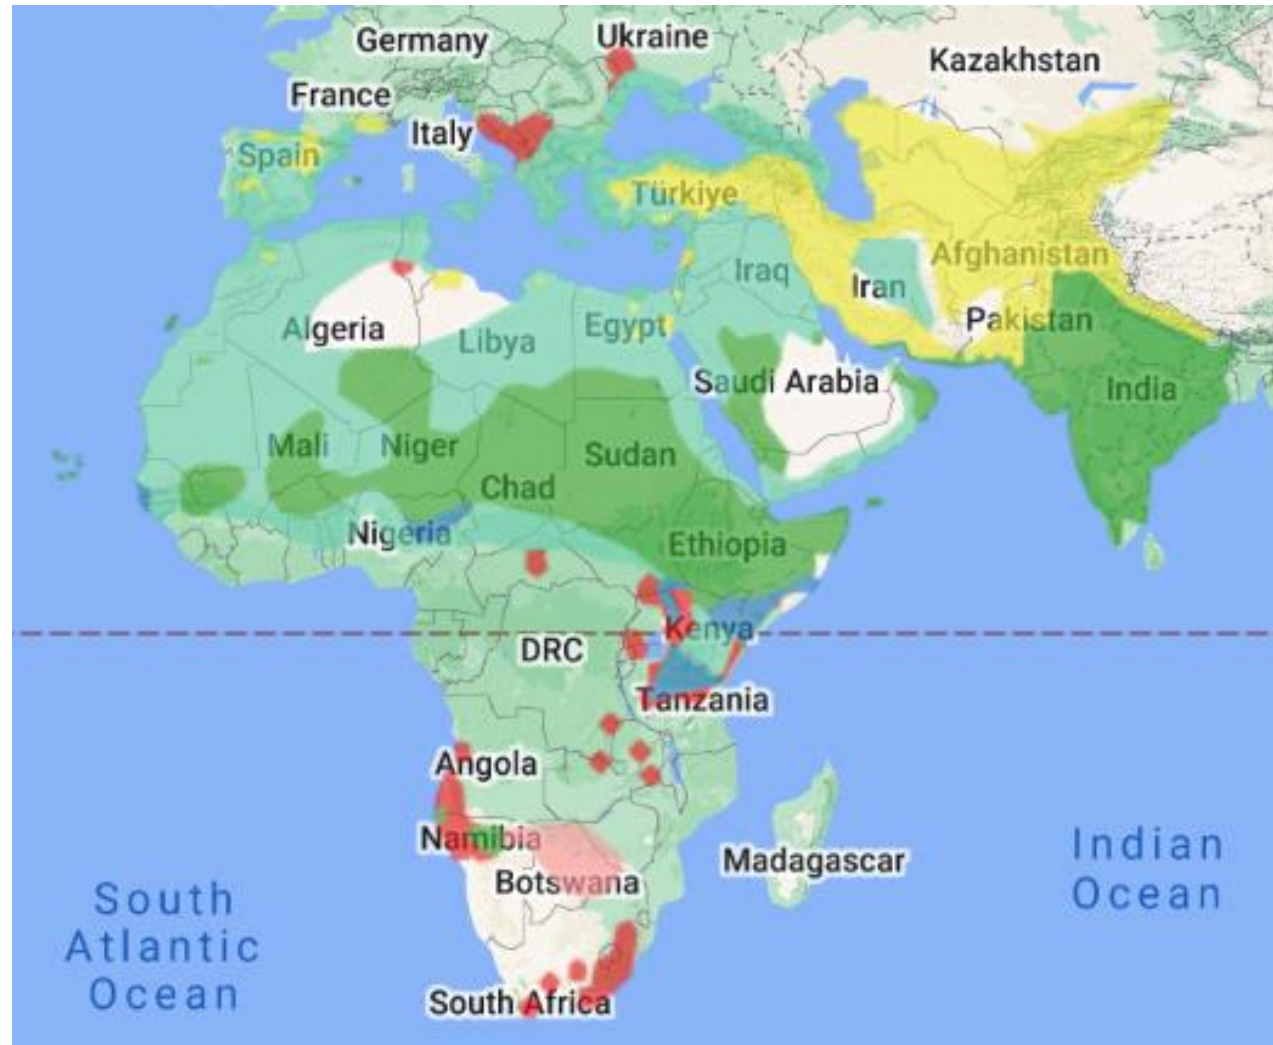 Germany
Ukraine
Kazakhstan
France
Italy
Spain
Türkiye
Afghanistan
Iraq
Iran
Pakistan
Algeria
Libya
Egypt
Saudi Arabia
India
Mali
Niger
Sudan
Chad
Nigeria
Ethiopia
Kenya
DRC
Tanzania
Angola
Namibia
Botswana
Madagascar
Indian
Ocean
South
Atlantic
Ocean
South Africa